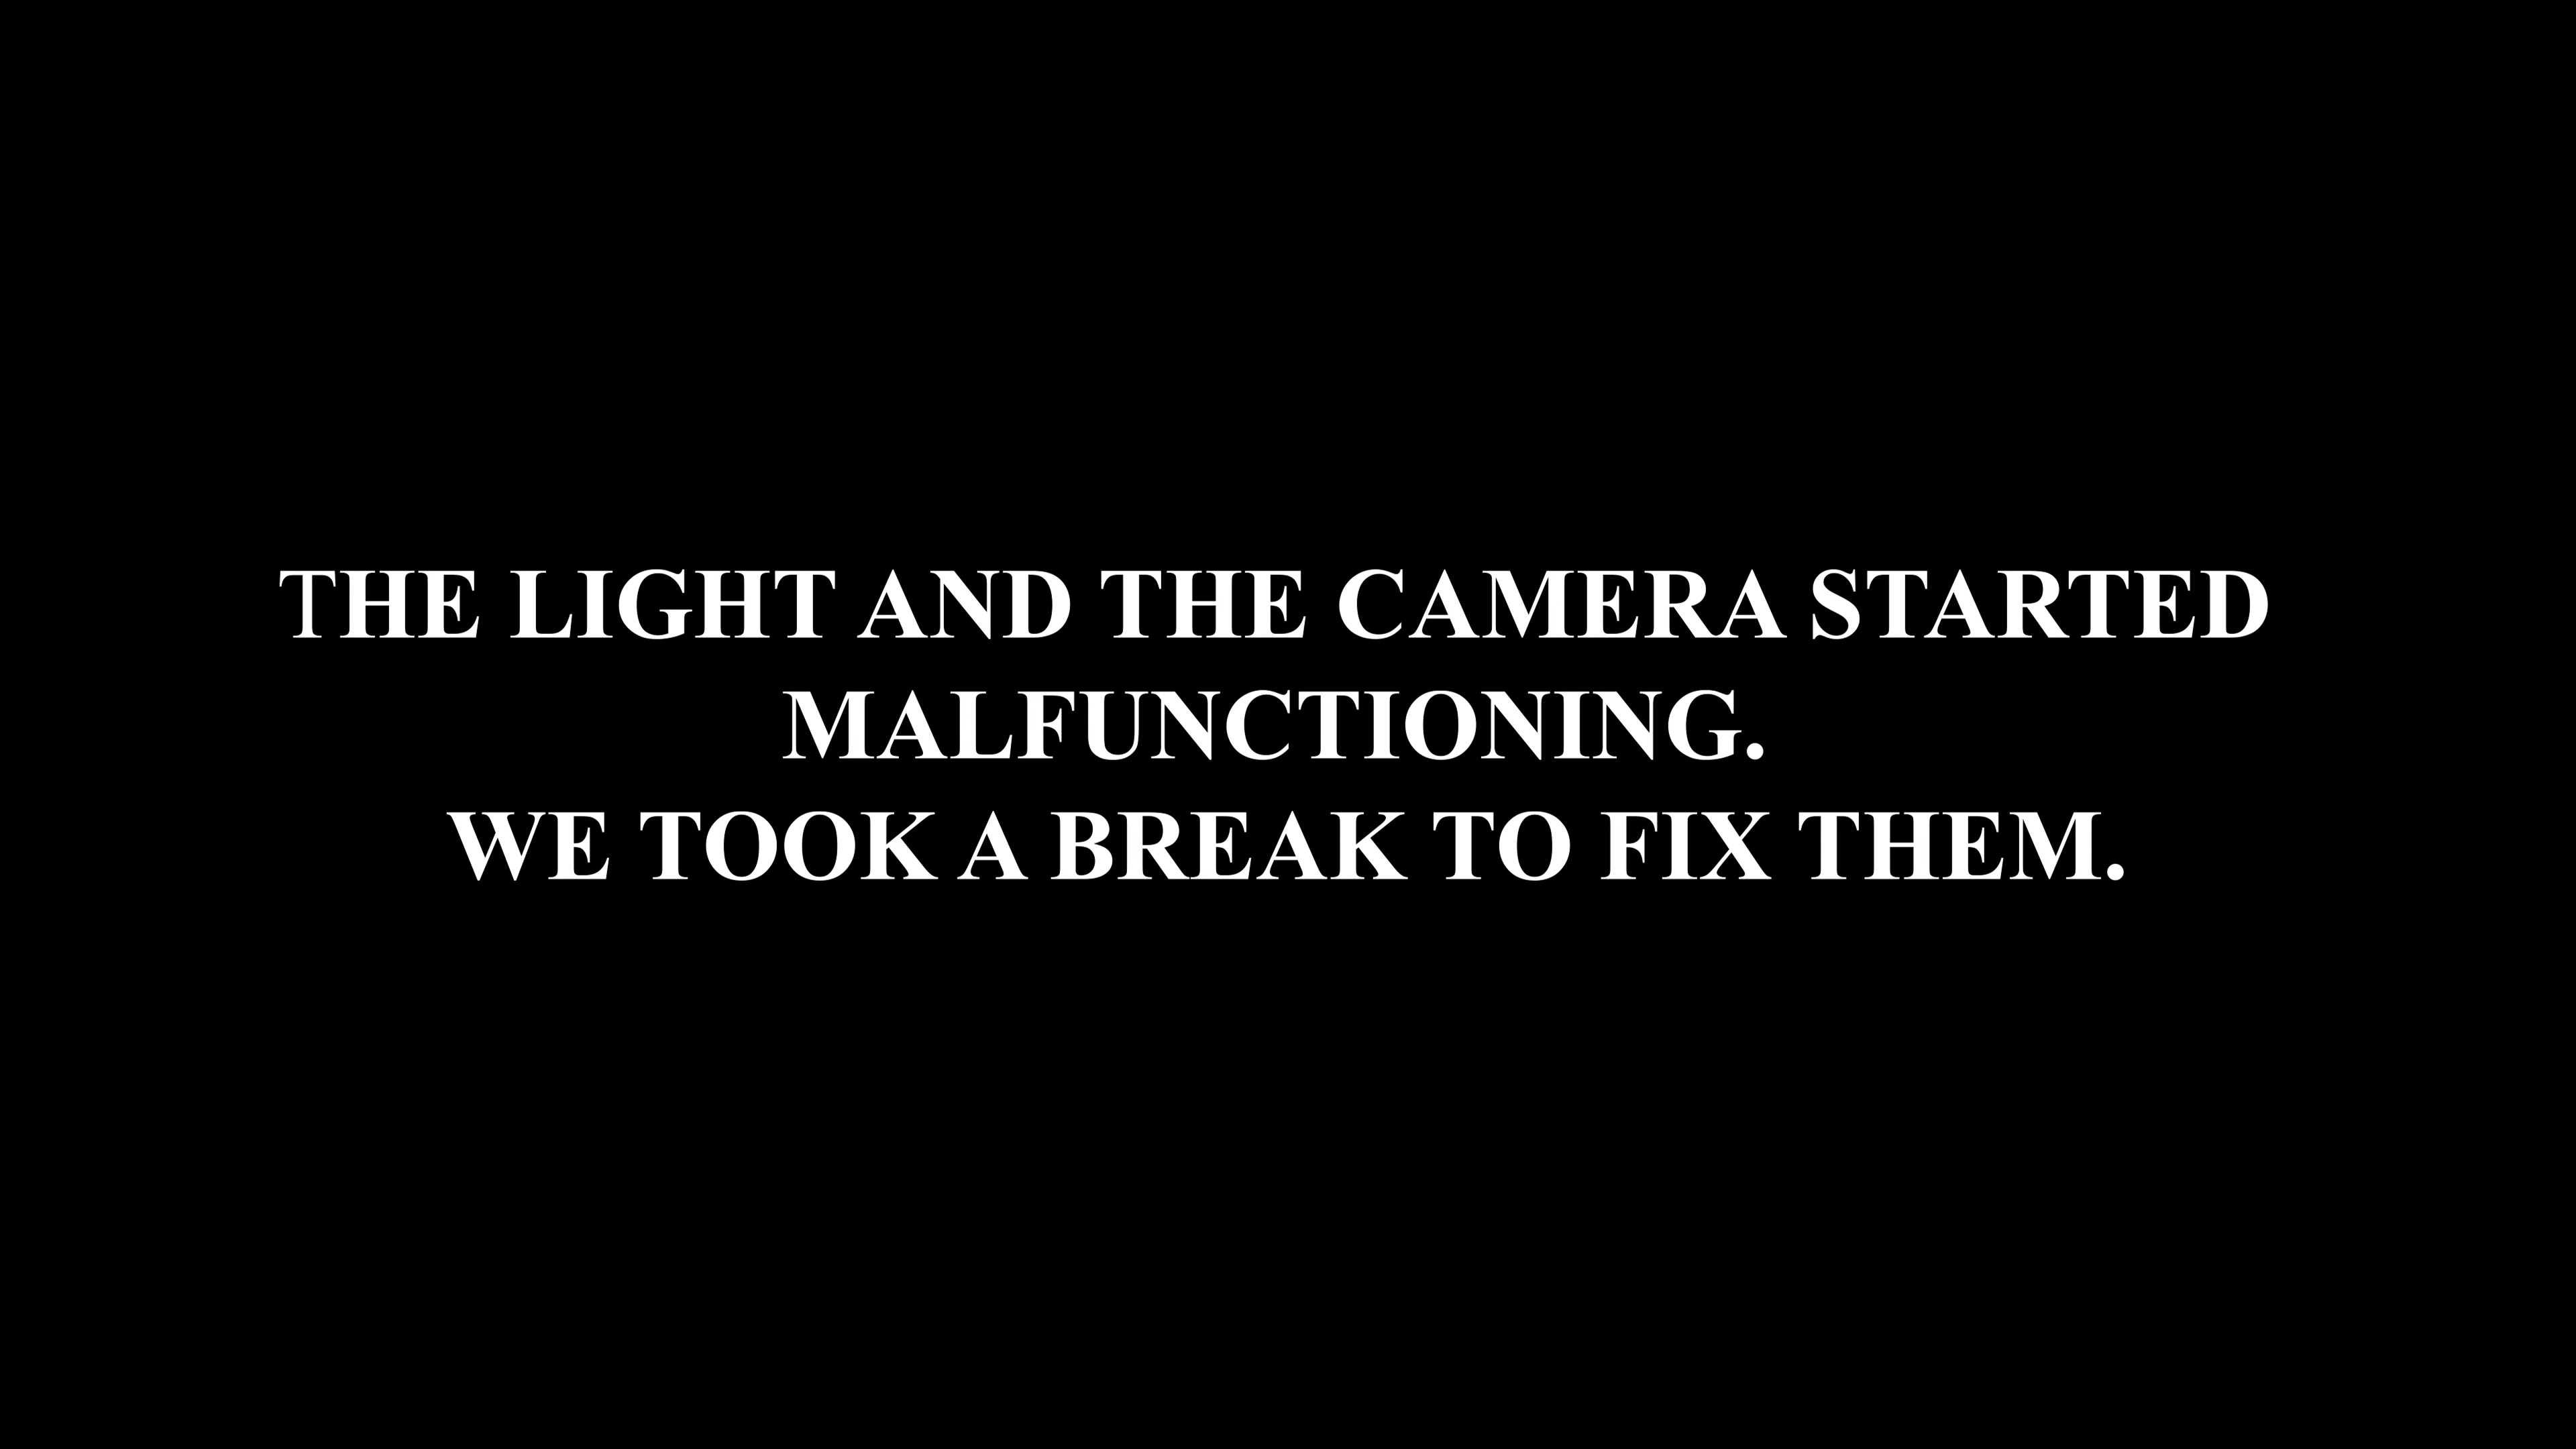 THE LIGHT AND THE CAMERA STARTED
MALFUNCTIONING.
WE TOOK A BREAK TO FIX THEM.